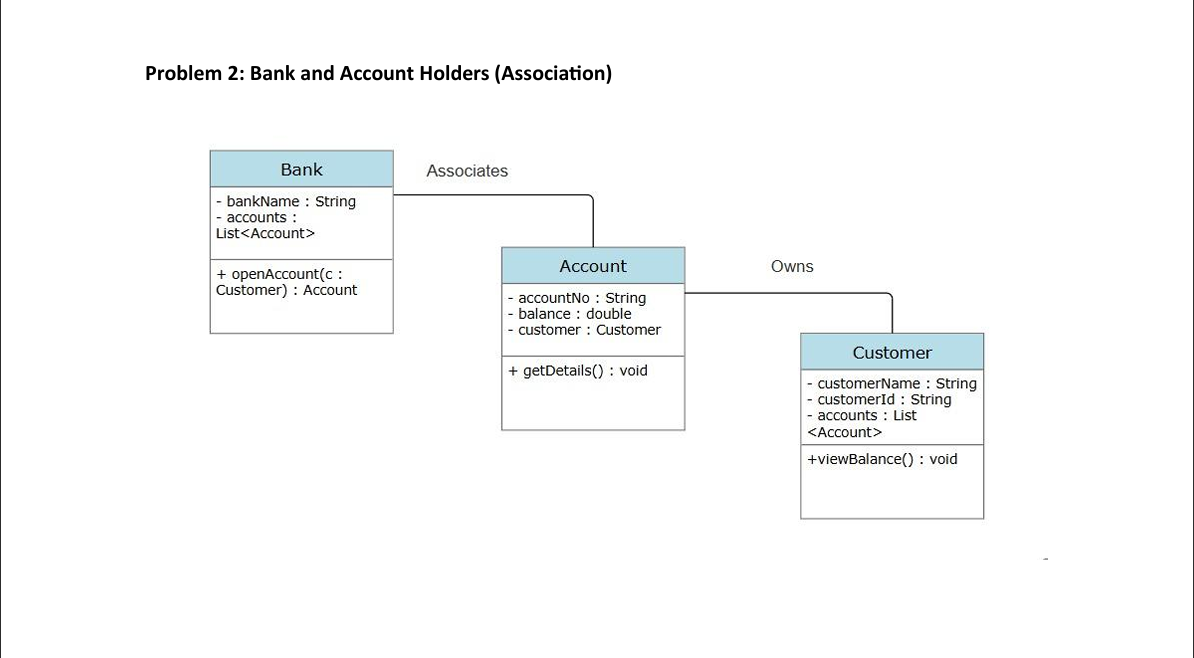 Problem 2: Bank and Account Holders (Association)
Bank
- bankName : String
- accounts :
List<Account>
+ openAccount(c :
Customer) : Account
Associates
Account
- accountNo : String
- balance : double
- customer : Customer
+ getDetails() : void
Owns
Customer
- customerName : String
- customerId : String
- accounts : List
<Account>
+viewBalance() : void